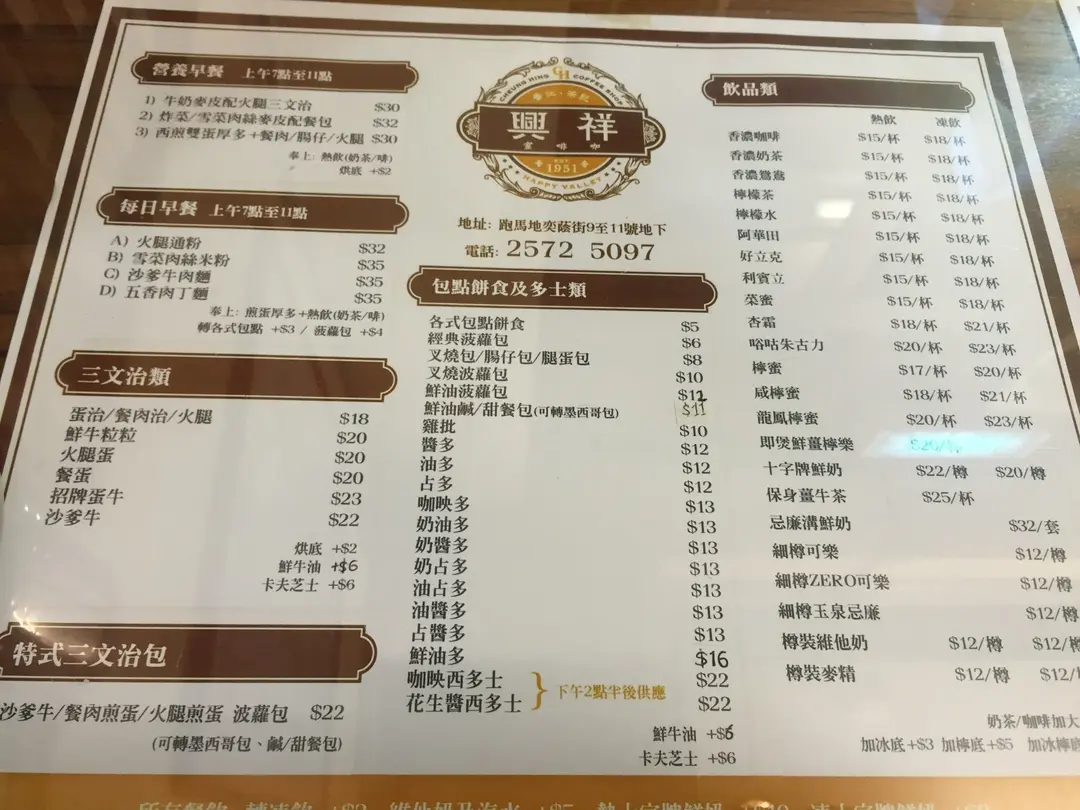 營養早餐 上午7點至11點
1) 牛奶麥皮配火腿三文治 $30
2) 炸菜/雪菜肉絲麥皮配餐包 $32
3) 西煎雙蛋厚多+餐肉/腸仔/火腿 $30
奉上: 熱飲(奶茶/啡)
烘底 +$2
每日早餐 上午7點至11點
A) 火腿通粉 $32
B) 雪菜肉絲米粉 $35
C) 沙爹牛肉麵 $35
D) 五香肉丁麵 $35
奉上: 煎蛋厚多+熱飲(奶茶/啡)
轉各式包點 +$3 / 菠蘿包 +$4
三文治類
蛋治/餐肉治/火腿 $18
鮮牛粒粒 $20
火腿蛋 $20
餐蛋 $20
招牌蛋牛 $23
沙爹牛 $22
烘底 +$2
鮮牛油 +$6
卡夫芝士 +$6
特式三文治包
沙爹牛/餐肉煎蛋/火腿煎蛋 菠蘿包 $22
(可轉墨西哥包、鹹/甜餐包)
CHEUNG HING COFFEE SHOP
CH
興祥
室啡咖
EST
1951
HAPPY VALLEY
地址: 跑馬地奕蔭街9至11號地下
電話: 2572 5097
包點餅食及多士類
各式包點餅食 $5
經典菠蘿包 $6
叉燒包/腸仔包/腿蛋包 $8
叉燒菠蘿包 $10
鮮油菠蘿包 $12
鮮油鹹/甜餐包(可轉墨西哥包) $11
雞批 $10
醬多 $12
油多 $12
占多 $12
咖映多 $13
奶油多 $13
奶醬多 $13
奶占多 $13
油占多 $13
油醬多 $13
占醬多 $13
鮮油多 $16
咖映西多士 $22
花生醬西多士 $22
下午2點半後供應
鮮牛油 +$6
卡夫芝士 +$6
飲品類
熱飲 凍飲
香濃咖啡 $15/杯 $18/杯
香濃奶茶 $15/杯 $18/杯
香濃鴛鴦 $15/杯 $18/杯
檸檬茶 $15/杯 $18/杯
檸檬水 $15/杯 $18/杯
阿華田 $15/杯 $18/杯
好立克 $15/杯 $18/杯
利賓立 $15/杯 $18/杯
菜蜜 $15/杯 $18/杯
杏霜 $18/杯 $21/杯
唂咕朱古力 $20/杯 $23/杯
檸蜜 $17/杯 $20/杯
咸檸蜜 $18/杯 $21/杯
龍鳳檸蜜 $20/杯 $23/杯
即煲鮮薑檸樂
十字牌鮮奶 $22/樽 $20/樽
保身薑牛茶 $25/杯
忌廉溝鮮奶 $32/套
細樽可樂 $12/樽
細樽ZERO可樂 $12/樽
細樽玉泉忌廉 $12/樽
樽裝維他奶 $12/樽 $12/樽
樽裝麥精 $12/樽 $12/
奶茶/咖啡加大
加冰底+$3 加檸底+$5 加冰檸底